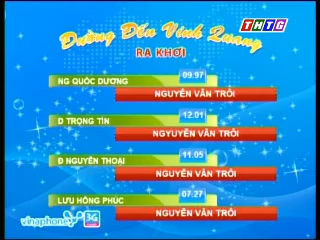 Đường Đến Vinh Quang
THTG
RA KHƠI
NG QUỐC DƯƠNG 09.97
NGUYỄN VĂN TRỖI
D TRỌNG TÍN 12.01
NGYUYỄN VĂN TRỖI
Đ NGUYÊN THOẠI 11.05
NGUYỄN VĂN TRỖI
LƯU HỒNG PHÚC 07.27
NGUYỄN VĂN TRỖI
vinaphone 3G